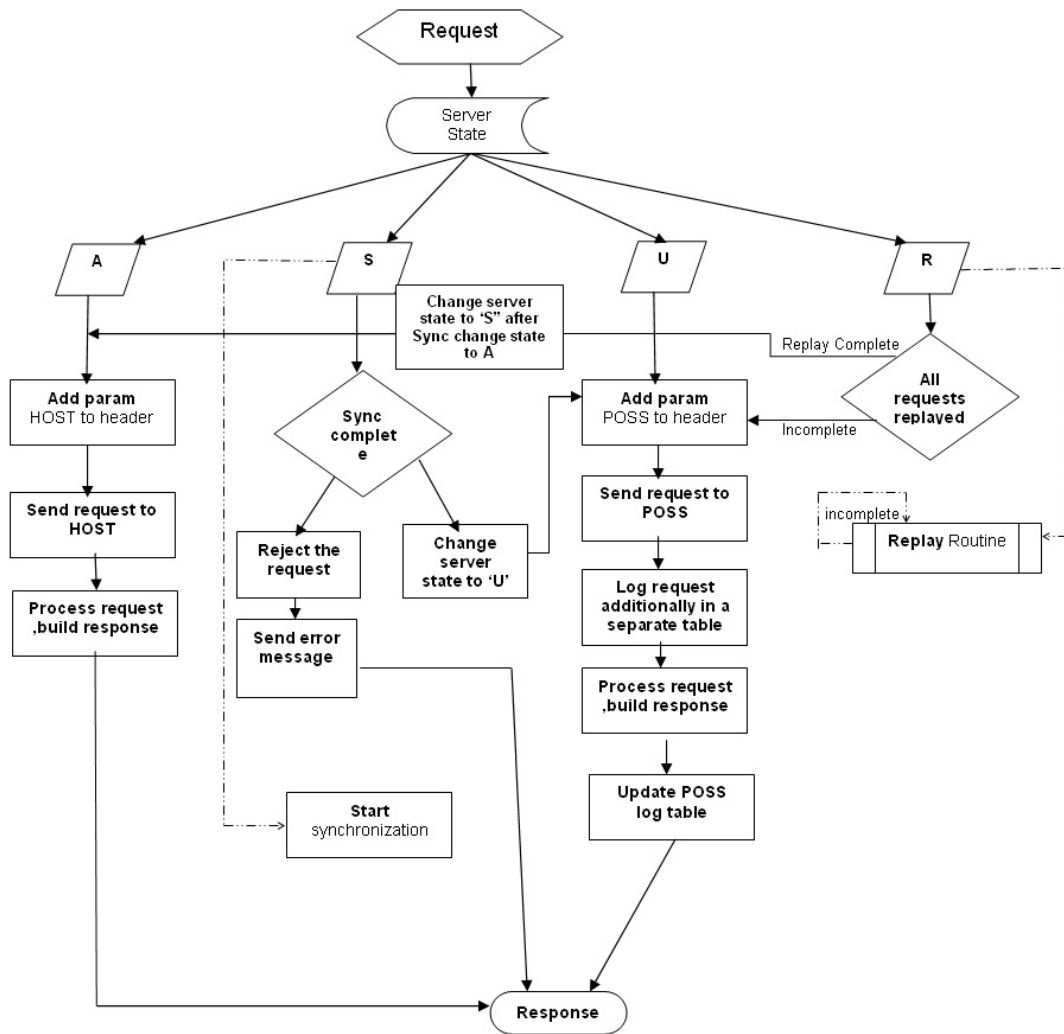 Request
Server
State
A
S
U
R
Change server
state to ‘S” after
Sync change state
to A
Replay Complete
All
requests
replayed
Add param
HOST to header
Sync
complet
e
Add param
POSS to header
Incomplete
Send request to
HOST
Send request to
POSS
incomplete
Replay Routine
Reject the
request
Change
server
state to ‘U’
Process request
,build response
Log request
additionally in a
separate table
Send error
message
Process request
,build response
Start
synchronization
Update POSS
log table
Response